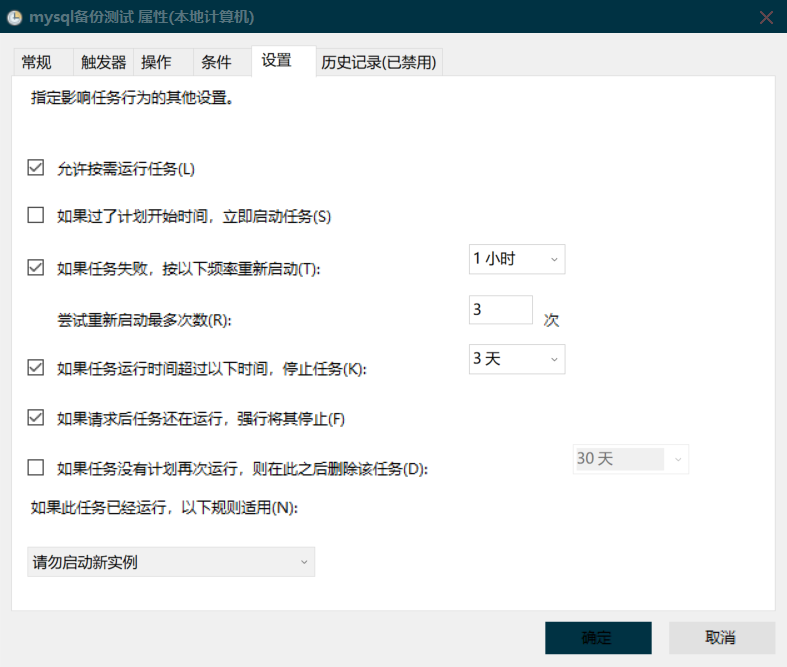 mysql备份测试 属性(本地计算机)
常规 触发器 操作 条件 设置 历史记录(已禁用)
指定影响任务行为的其他设置。
允许按需运行任务(L)
如果过了计划开始时间，立即启动任务(S)
如果任务失败，按以下频率重新启动(T): 1 小时
尝试重新启动最多次数(R): 3 次
如果任务运行时间超过以下时间，停止任务(K): 3 天
如果请求后任务还在运行，强行将其停止(F)
如果任务没有计划再次运行，则在此之后删除该任务(D): 30 天
如果此任务已经运行，以下规则适用(N):
请勿启动新实例
确定 取消